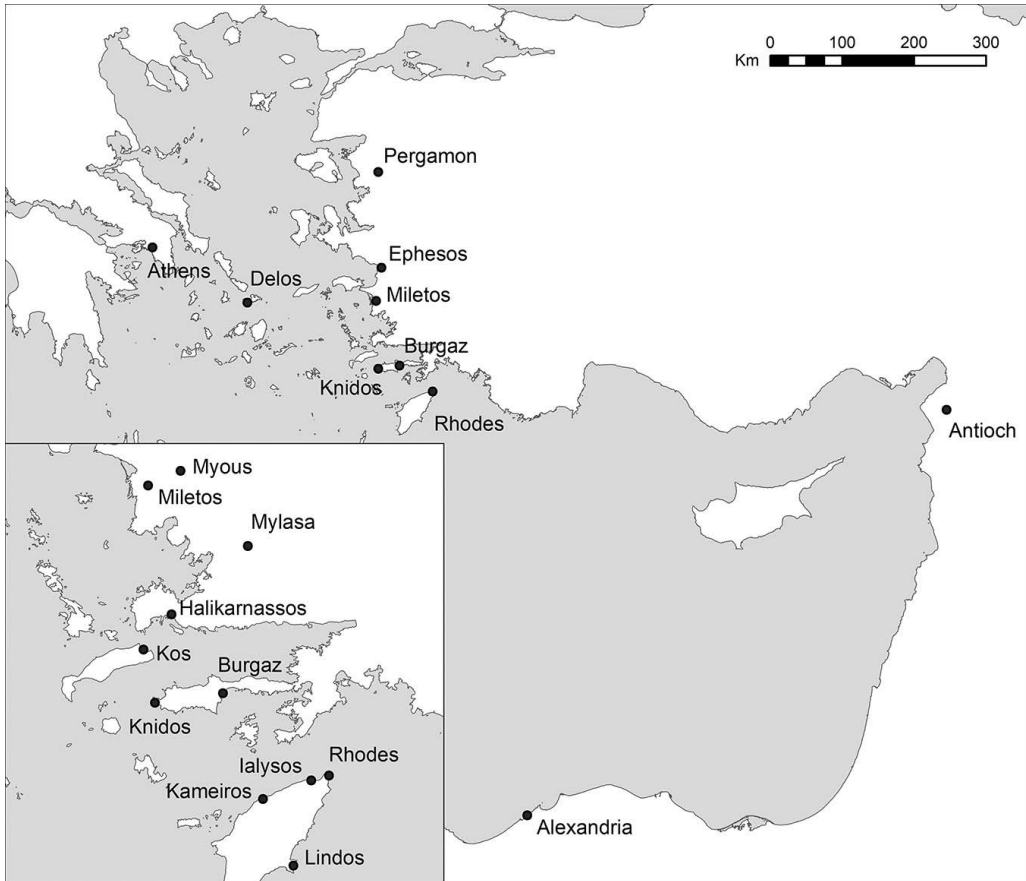 0 100 200 300
Km
Pergamon
Ephesos
Athens
Delos
Miletos
Burgaz
Knidos
Rhodes
Antioch
Myous
Miletos
Mylasa
Halikarnassos
Kos
Burgaz
Knidos
Rhodes
Ialysos
Kameiros
Lindos
Alexandria